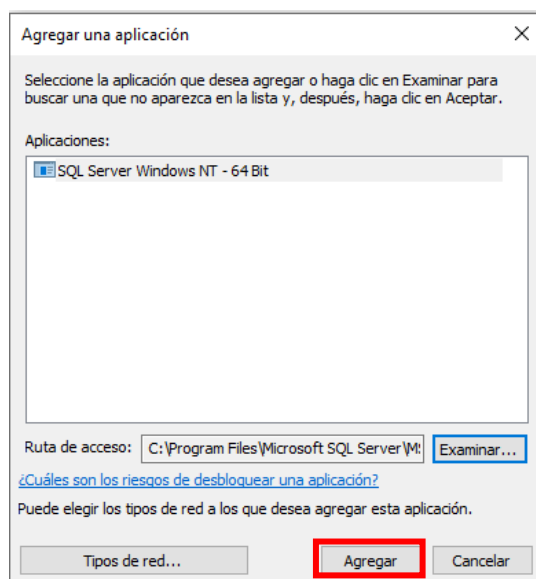 Agregar una aplicación
Seleccione la aplicación que desea agregar o haga clic en Examinar para
buscar una que no aparezca en la lista y, después, haga clic en Aceptar.
Aplicaciones:
SQL Server Windows NT - 64 Bit
Ruta de acceso: C:\Program Files\Microsoft SQL Server\M Examinar...
¿Cuáles son los riesgos de desbloquear una aplicación?
Puede elegir los tipos de red a los que desea agregar esta aplicación.
Tipos de red... Agregar Cancelar